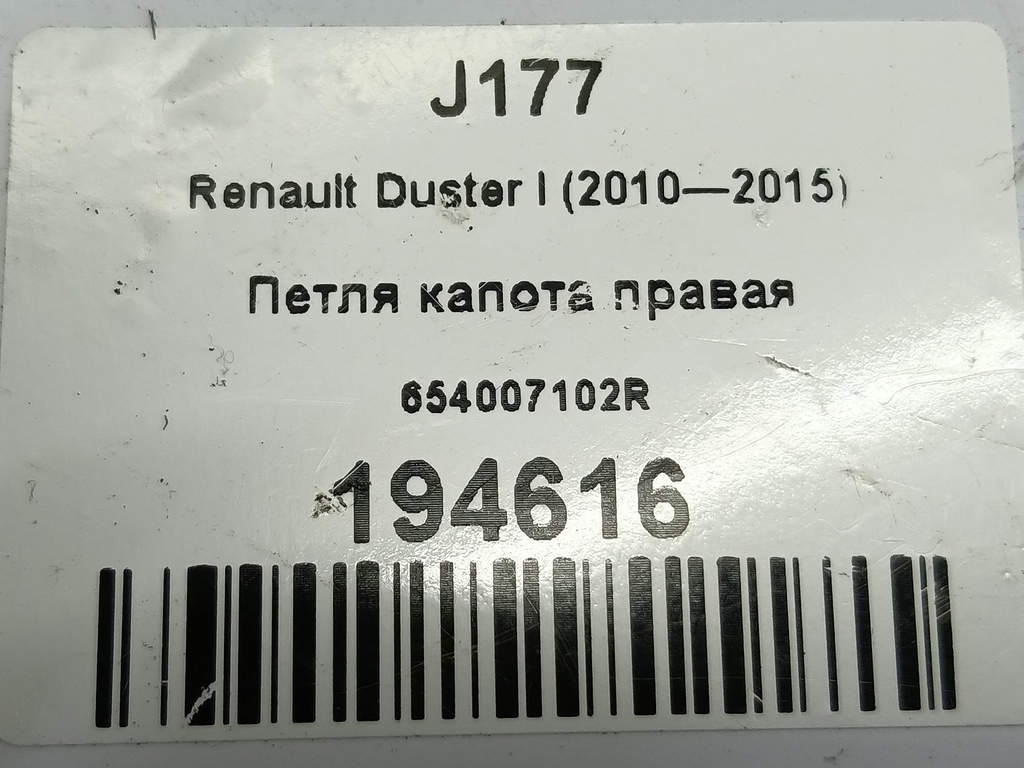 J177
Renault Duster I (2010—2015)
Петля капота правая
654007102R
194616